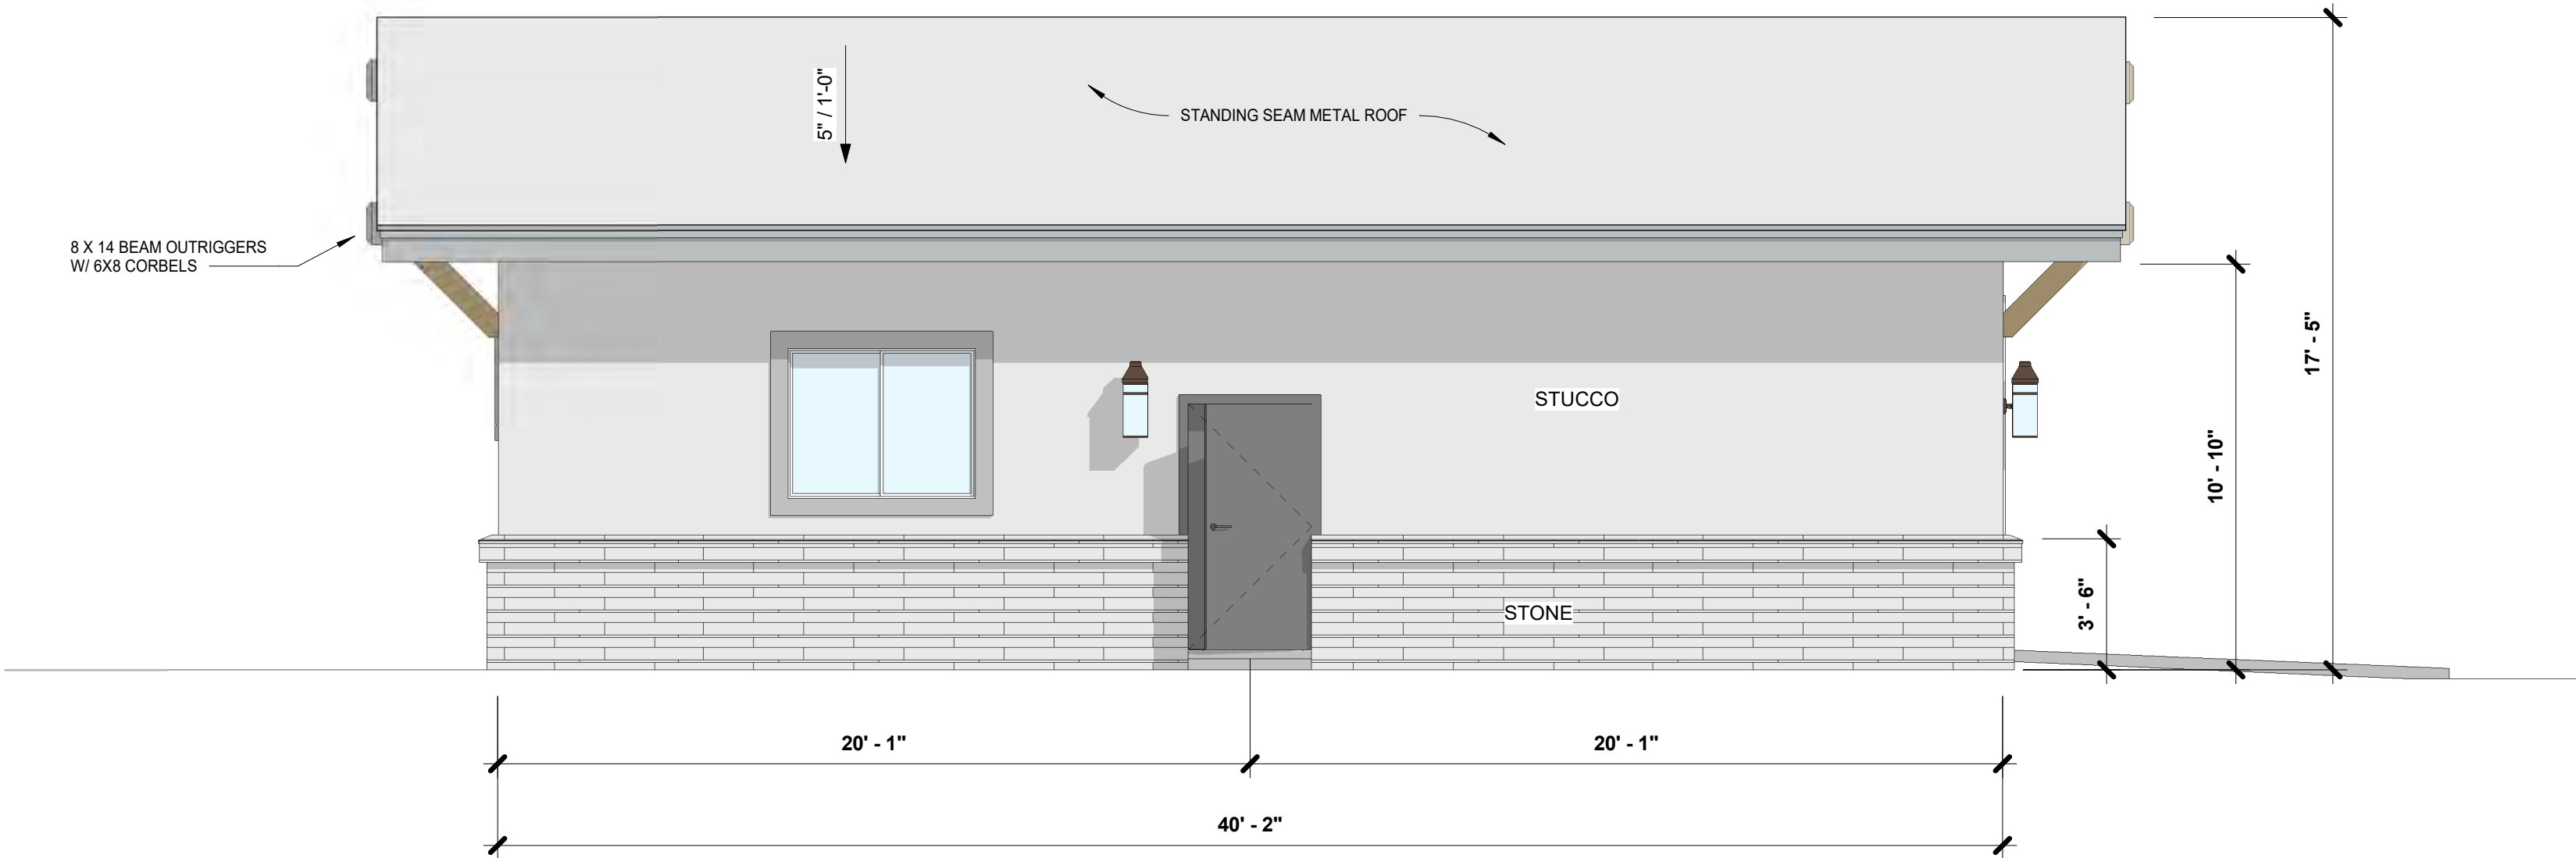 17' - 5"
5" / 1'-0"
STANDING SEAM METAL ROOF
8 X 14 BEAM OUTRIGGERS
W/ 6X8 CORBELS
STUCCO
10' - 10"
3' - 6"
STONE
20' - 1"
20' - 1"
40' - 2"